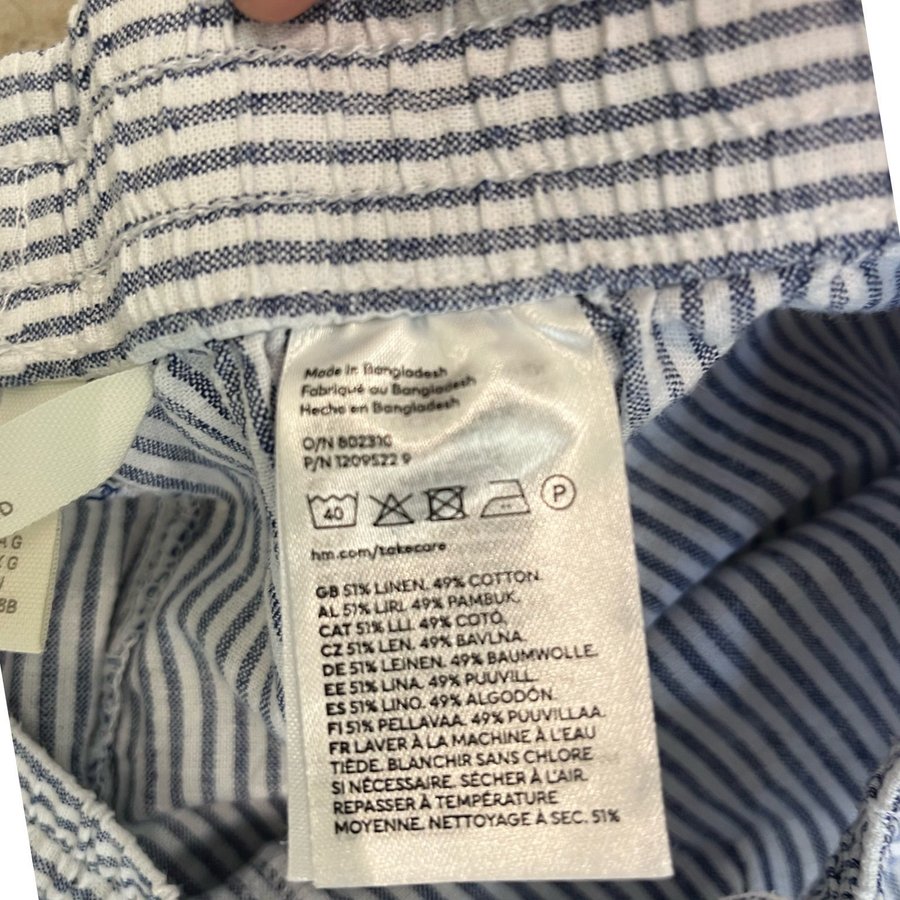 Made in Bangladesh
Fabriqué au Bangladesh
Hecho en Bangladesh
O/N 802310
P/N 1209522 9
40
P
hm.com/takecare
GB 51% LINEN. 49% COTTON.
AL 51% LIRI. 49% PAMBUK.
CAT 51% LLI. 49% COTÓ.
CZ 51% LEN. 49% BAVLNA.
DE 51% LEINEN. 49% BAUMWOLLE.
EE 51% LINA. 49% PUUVILL.
ES 51% LINO. 49% ALGODÓN.
FI 51% PELLAVAA. 49% PUUVILLAA.
FR LAVER À LA MACHINE À L'EAU
TIÈDE. BLANCHIR SANS CHLORE
SI NÉCESSAIRE. SÉCHER À L'AIR.
REPASSER À TEMPÉRATURE
MOYENNE. NETTOYAGE À SEC. 51%